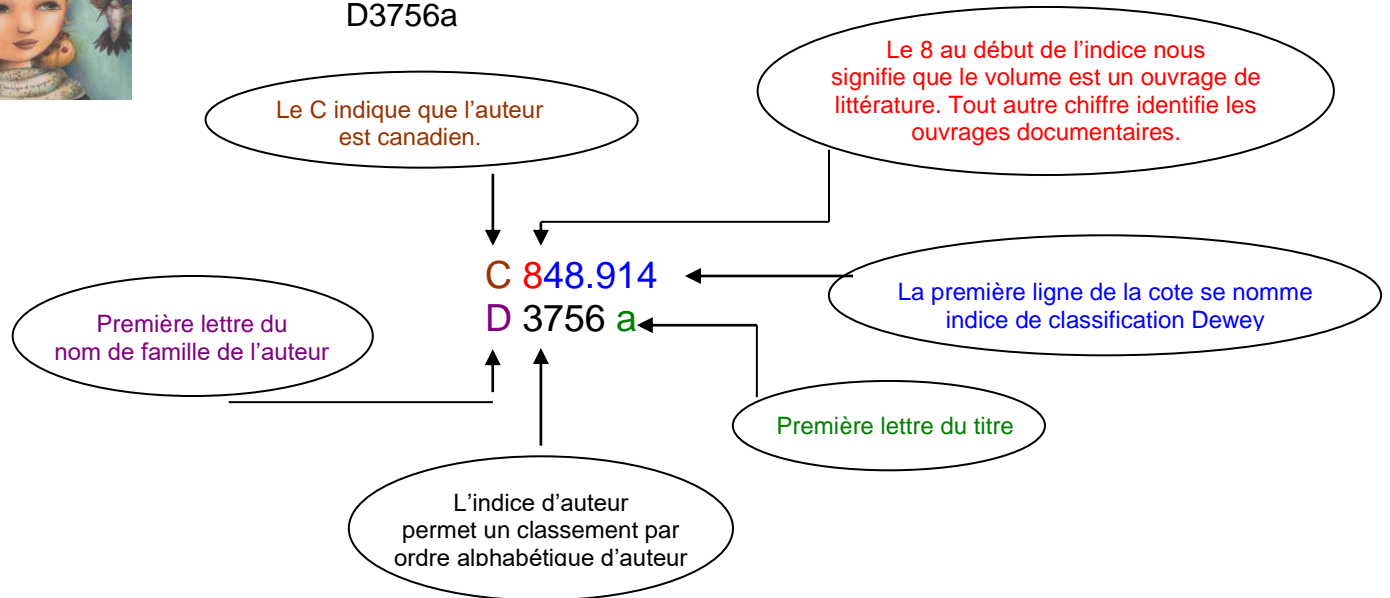 D3756a
Le 8 au début de l'indice nous
signifie que le volume est un ouvrage de
littérature. Tout autre chiffre identifie les
ouvrages documentaires.
Le C indique que l'auteur
est canadien.
C 848.914
D 3756 a
La première ligne de la cote se nomme
indice de classification Dewey
Première lettre du
nom de famille de l'auteur
Première lettre du titre
L'indice d'auteur
permet un classement par
ordre alphabétique d'auteur